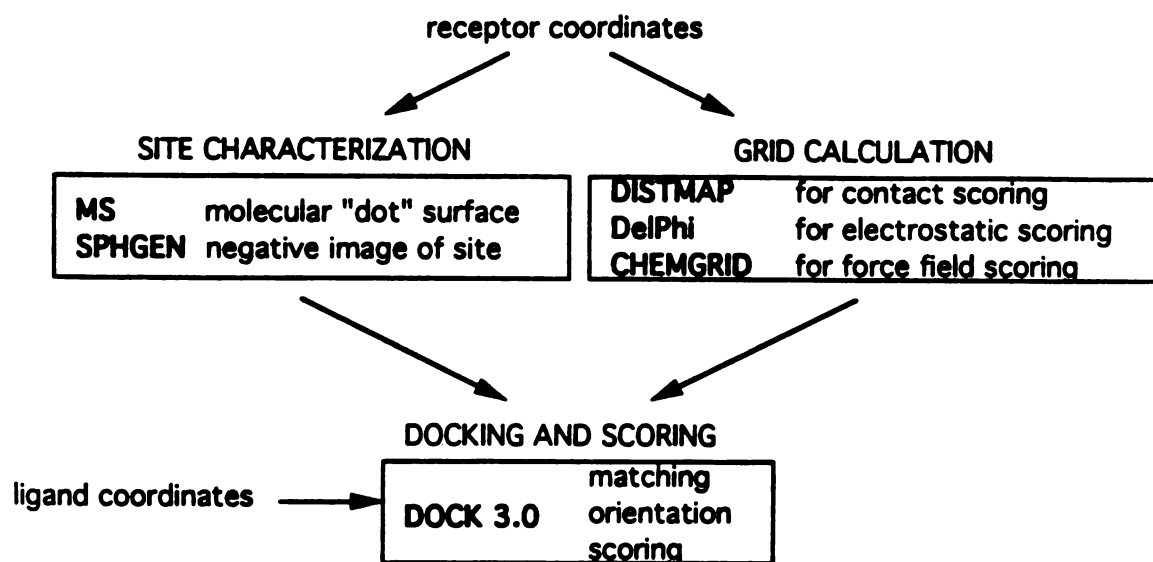 receptor coordinates
SITE CHARACTERIZATION
MS molecular "dot" surface
SPHGEN negative image of site
GRID CALCULATION
DISTMAP for contact scoring
DelPhi for electrostatic scoring
CHEMGRID for force field scoring
DOCKING AND SCORING
ligand coordinates
DOCK 3.0
matching
orientation
scoring